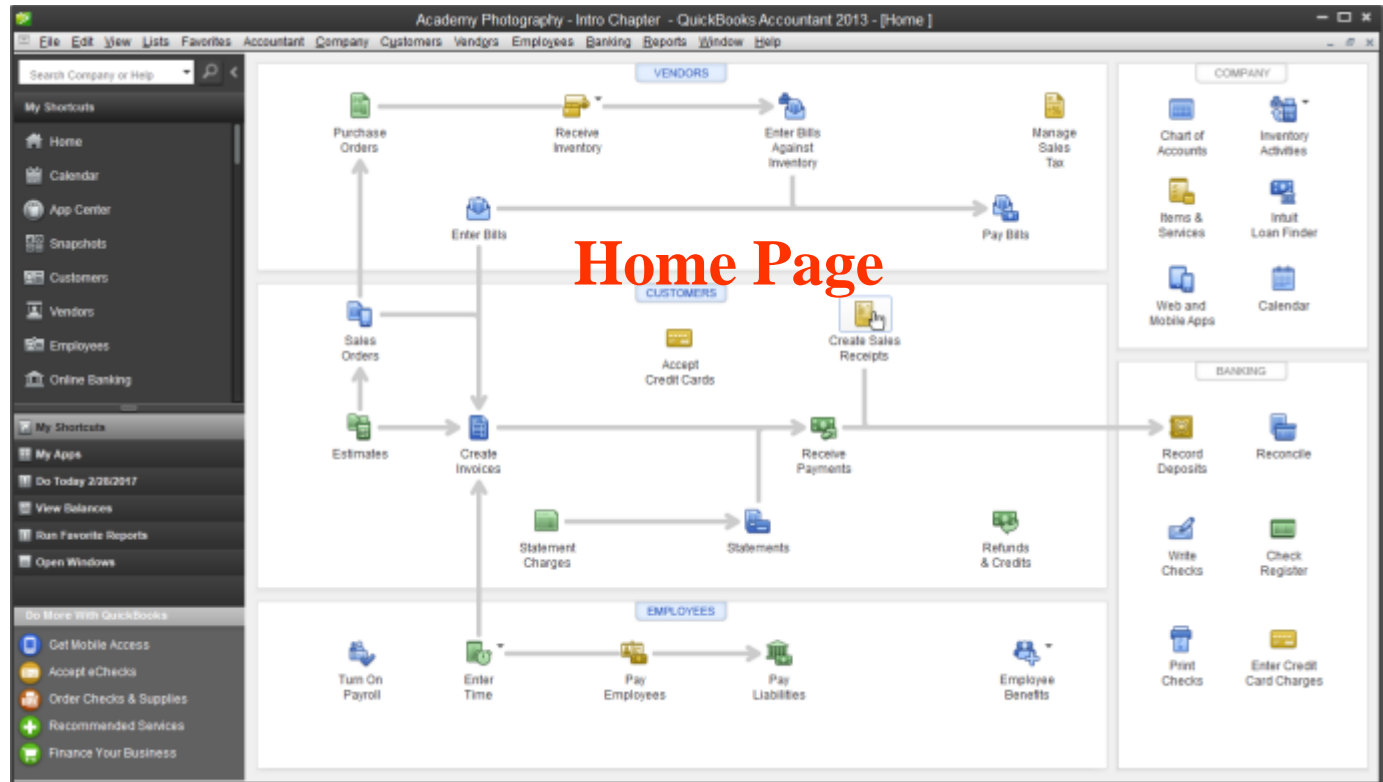 Academy Photography - Intro Chapter - QuickBooks Accountant 2013 - [Home ]
File Edit View Lists Favorites Accountant Company Customers Vendors Employees Banking Reports Window Help
Search Company or Help
My Shortcuts
Home
Calendar
App Center
Snapshots
Customers
Vendors
Employees
Online Banking
My Shortcuts
My Apps
Do Today 2/28/2017
View Balances
Run Favorite Reports
Open Windows
Do More With QuickBooks
Get Mobile Access
Accept eChecks
Order Checks & Supplies
Recommended Services
Finance Your Business
VENDORS
Purchase
Orders
Receive
Inventory
Enter Bills
Against
Inventory
Manage
Sales
Tax
Enter Bills
Pay Bills
Home Page
CUSTOMERS
Sales
Orders
Accept
Credit Cards
Create Sales
Receipts
Estimates
Create
Invoices
Receive
Payments
Statement
Charges
Statements
Refunds
& Credits
EMPLOYEES
Turn On
Payroll
Enter
Time
Pay
Employees
Pay
Liabilities
Employee
Benefits
COMPANY
Chart of
Accounts
Inventory
Activities
Items &
Services
Intuit
Loan Finder
Web and
Mobile Apps
Calendar
BANKING
Record
Deposits
Reconcile
Write
Checks
Check
Register
Print
Checks
Enter Credit
Card Charges